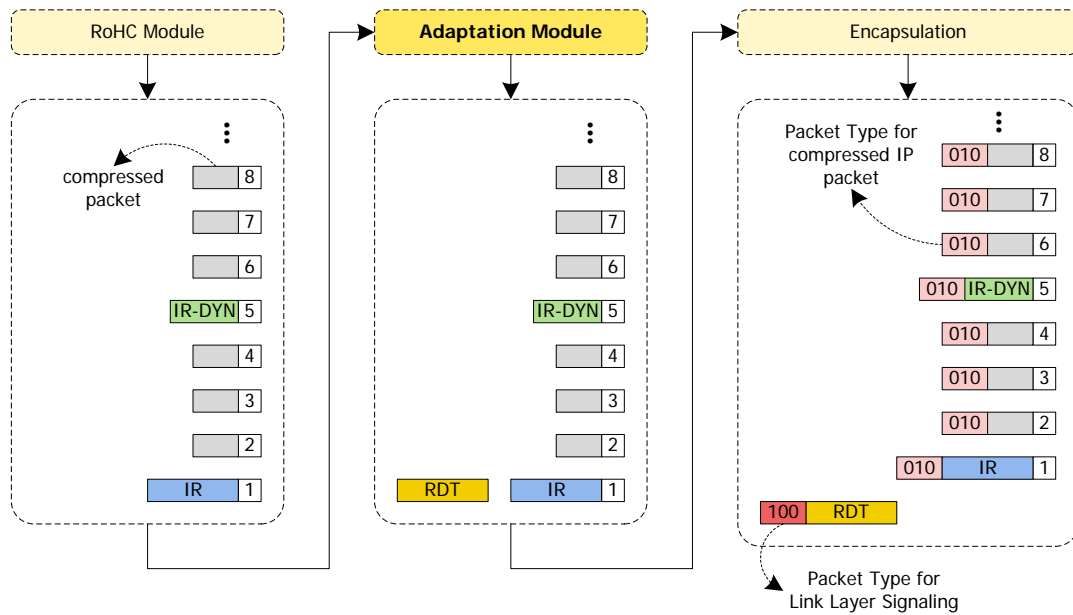 RoHC Module
Adaptation Module
Encapsulation
compressed
packet
8
7
6
IR-DYN 5
4
3
2
IR 1
8
7
6
IR-DYN 5
4
3
2
RDT IR 1
Packet Type for
compressed IP
packet
010 8
010 7
010 6
010 IR-DYN 5
010 4
010 3
010 2
010 IR 1
100 RDT
Packet Type for
Link Layer Signaling